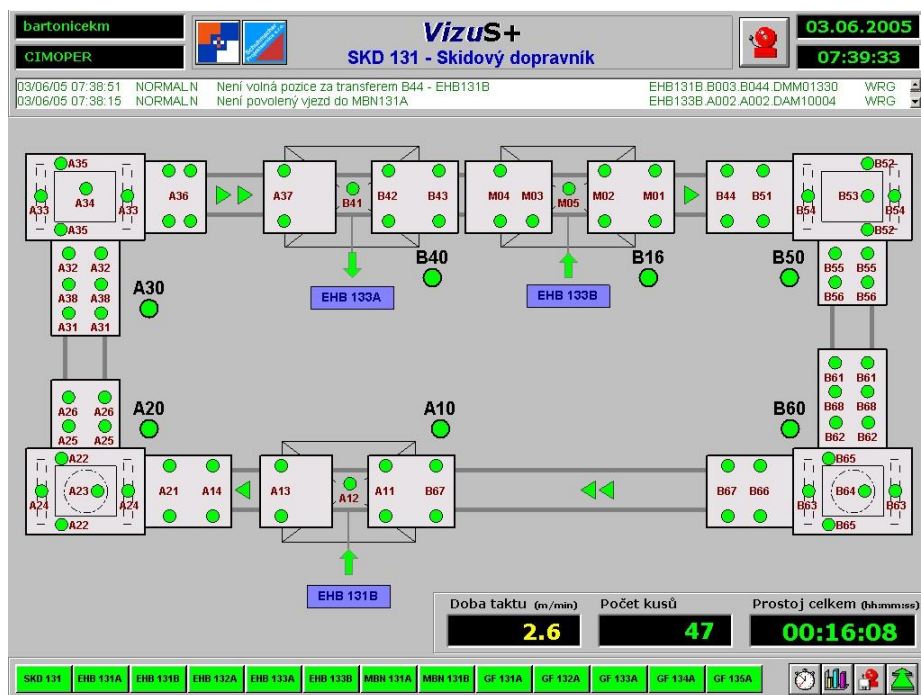 bartonicekm
CIMOPER
VizuS+
SKD 131 - Skidový dopravník
03.06.2005
07:39:33
03/06/05 07:38:51 NORMALN Není volná pozice za transferem B44 - EHB131B EHB131B.B003.B044.DMM01330 WRG
03/06/05 07:38:15 NORMALN Není povolený vjezd do MBN131A EHB133B.A002.A002.DAM10004 WRG
A35 B52
A33 A34 A33 A36 A37 B41 B42 B43 M04 M03 M05 M02 M01 B44 B51 B54 B53 B54
A35 B52
A32 A32 B40 B16 B50 B55 B55
A38 A38 A30 EHB 133A EHB 133B B56 B56
A31 A31
B61 B61
A26 A26 A20 A10 B60 B68 B68
A25 A25 B62 B62
A22 B65
A24 A23 A24 A21 A14 A13 A12 A11 B67 B67 B66 B63 B64 B63
A22 B65
EHB 131B
Doba taktu (m/min) Počet kusů Prostoj celkem (hh:mm:ss)
2.6 47 00:16:08
SKD 131 EHB 131A EHB 131B EHB 132A EHB 133A EHB 133B MBN 131A MBN 131B GF 131A GF 132A GF 133A GF 134A GF 135A